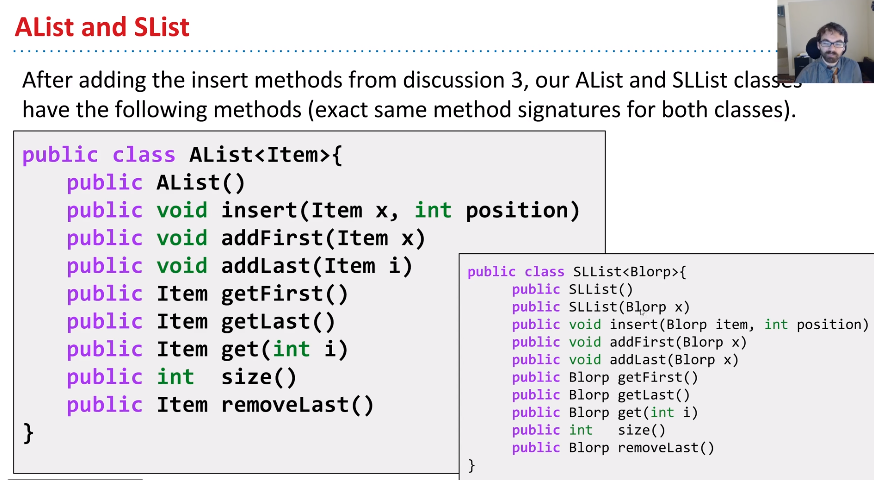 AList and SList
After adding the insert methods from discussion 3, our AList and SLList classes
have the following methods (exact same method signatures for both classes).
public class AList<Item>{
public AList()
public void insert(Item x, int position)
public void addFirst(Item x)
public void addLast(Item i)
public Item getFirst()
public Item getLast()
public Item get(int i)
public int size()
public Item removeLast()
}
public class SLList<Blorp>{
public SLList()
public SLList(Blorp x)
public void insert(Blorp item, int position)
public void addFirst(Blorp x)
public void addLast(Blorp x)
public Blorp getFirst()
public Blorp getLast()
public Blorp get(int i)
public int size()
public Blorp removeLast()
}